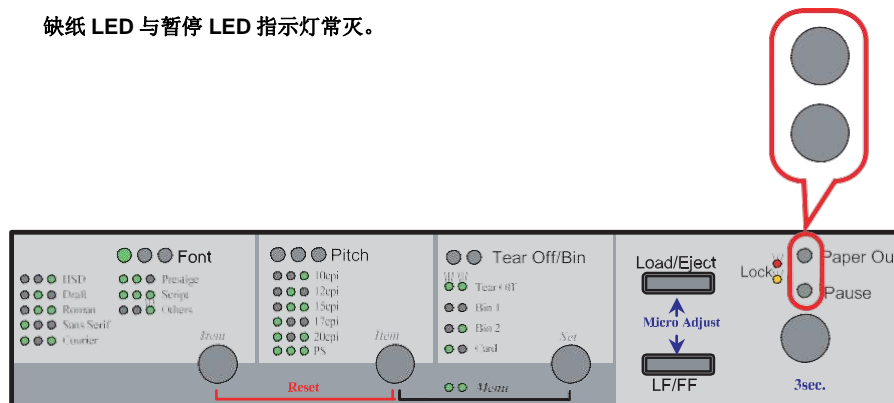 缺纸 LED 与暂停 LED 指示灯常灭。
Font
HSD
Draft
Roman
Sans Serif
Courier
Prestige
Script
Others
Item
Pitch
10cpi
12cpi
15cpi
17cpi
20cpi
PS
Item
Tear Off/Bin
Tear Off
Bin 1
Bin 2
Card
Set
Menu
Reset
Load/Eject
Micro Adjust
LF/FF
Lock
Paper Ou
Pause
3sec.